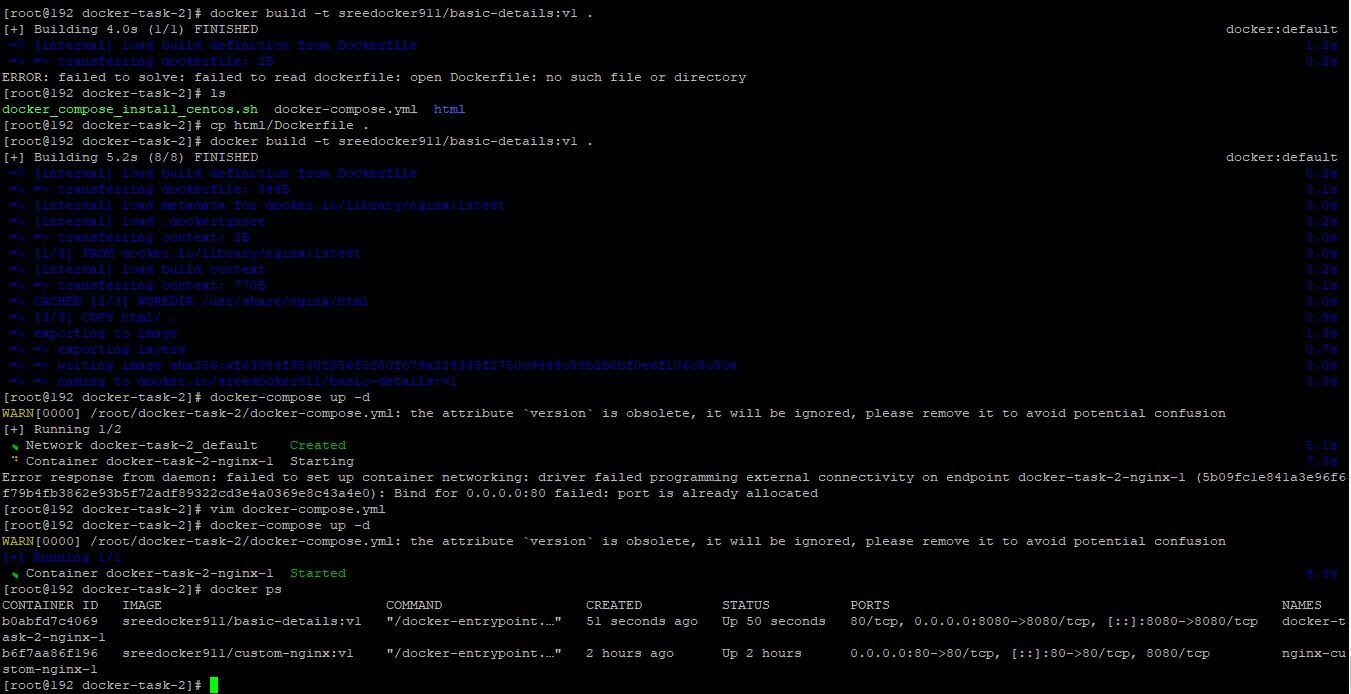 [root@192 docker-task-2]# docker build -t sreedocker911/basic-details:v1 .
[+] Building 4.0s (1/1) FINISHED docker:default
=> [internal] load build definition from Dockerfile 1.2s
=> => transferring dockerfile: 2B 0.2s
ERROR: failed to solve: failed to read dockerfile: open Dockerfile: no such file or directory
[root@192 docker-task-2]# ls
docker_compose_install_centos.sh docker-compose.yml html
[root@192 docker-task-2]# cp html/Dockerfile .
[root@192 docker-task-2]# docker build -t sreedocker911/basic-details:v1 .
[+] Building 5.2s (8/8) FINISHED docker:default
=> [internal] load build definition from Dockerfile 0.2s
=> => transferring dockerfile: 344B 0.1s
=> [internal] load metadata for docker.io/library/nginx:latest 0.0s
=> [internal] load .dockerignore 0.2s
=> => transferring context: 2B 0.0s
=> [1/3] FROM docker.io/library/nginx:latest 0.0s
=> [internal] load build context 0.2s
=> => transferring context: 770B 0.1s
=> CACHED [2/3] WORKDIR /usr/share/nginx/html 0.0s
=> [3/3] COPY html/ . 0.9s
=> exporting to image 1.3s
=> => exporting layers 0.7s
=> => writing image 0.0s
=> => naming to docker.io/sreedocker911/basic-details:v1 0.3s
[root@192 docker-task-2]# docker-compose up -d
WARN[0000] /root/docker-task-2/docker-compose.yml: the attribute `version` is obsolete, it will be ignored, please remove it to avoid potential confusion
[+] Running 1/2
✔ Network docker-task-2_default Created 5.1s
⠙ Container docker-task-2-nginx-1 Starting 7.3s
Error response from daemon: failed to set up container networking: driver failed programming external connectivity on endpoint docker-task-2-nginx-1 (5b09fc1e841a3e96f6
f79b4fb3862e93b5f72adf89322cd3e4a0369e8c43a4e0): Bind for 0.0.0.0:80 failed: port is already allocated
[root@192 docker-task-2]# vim docker-compose.yml
[root@192 docker-task-2]# docker-compose up -d
WARN[0000] /root/docker-task-2/docker-compose.yml: the attribute `version` is obsolete, it will be ignored, please remove it to avoid potential confusion
[+] Running 1/1
✔ Container docker-task-2-nginx-1 Started 4.4s
[root@192 docker-task-2]# docker ps
CONTAINER ID IMAGE COMMAND CREATED STATUS PORTS NAMES
b0abfd7c4069 sreedocker911/basic-details:v1 "/docker-entrypoint.…" 51 seconds ago Up 50 seconds 80/tcp, 0.0.0.0:8080->8080/tcp, [::]:8080->8080/tcp docker-t
ask-2-nginx-1
b6f7aa86f196 sreedocker911/custom-nginx:v1 "/docker-entrypoint.…" 2 hours ago Up 2 hours 0.0.0.0:80->80/tcp, [::]:80->80/tcp, 8080/tcp nginx-cu
stom-nginx-1
[root@192 docker-task-2]#